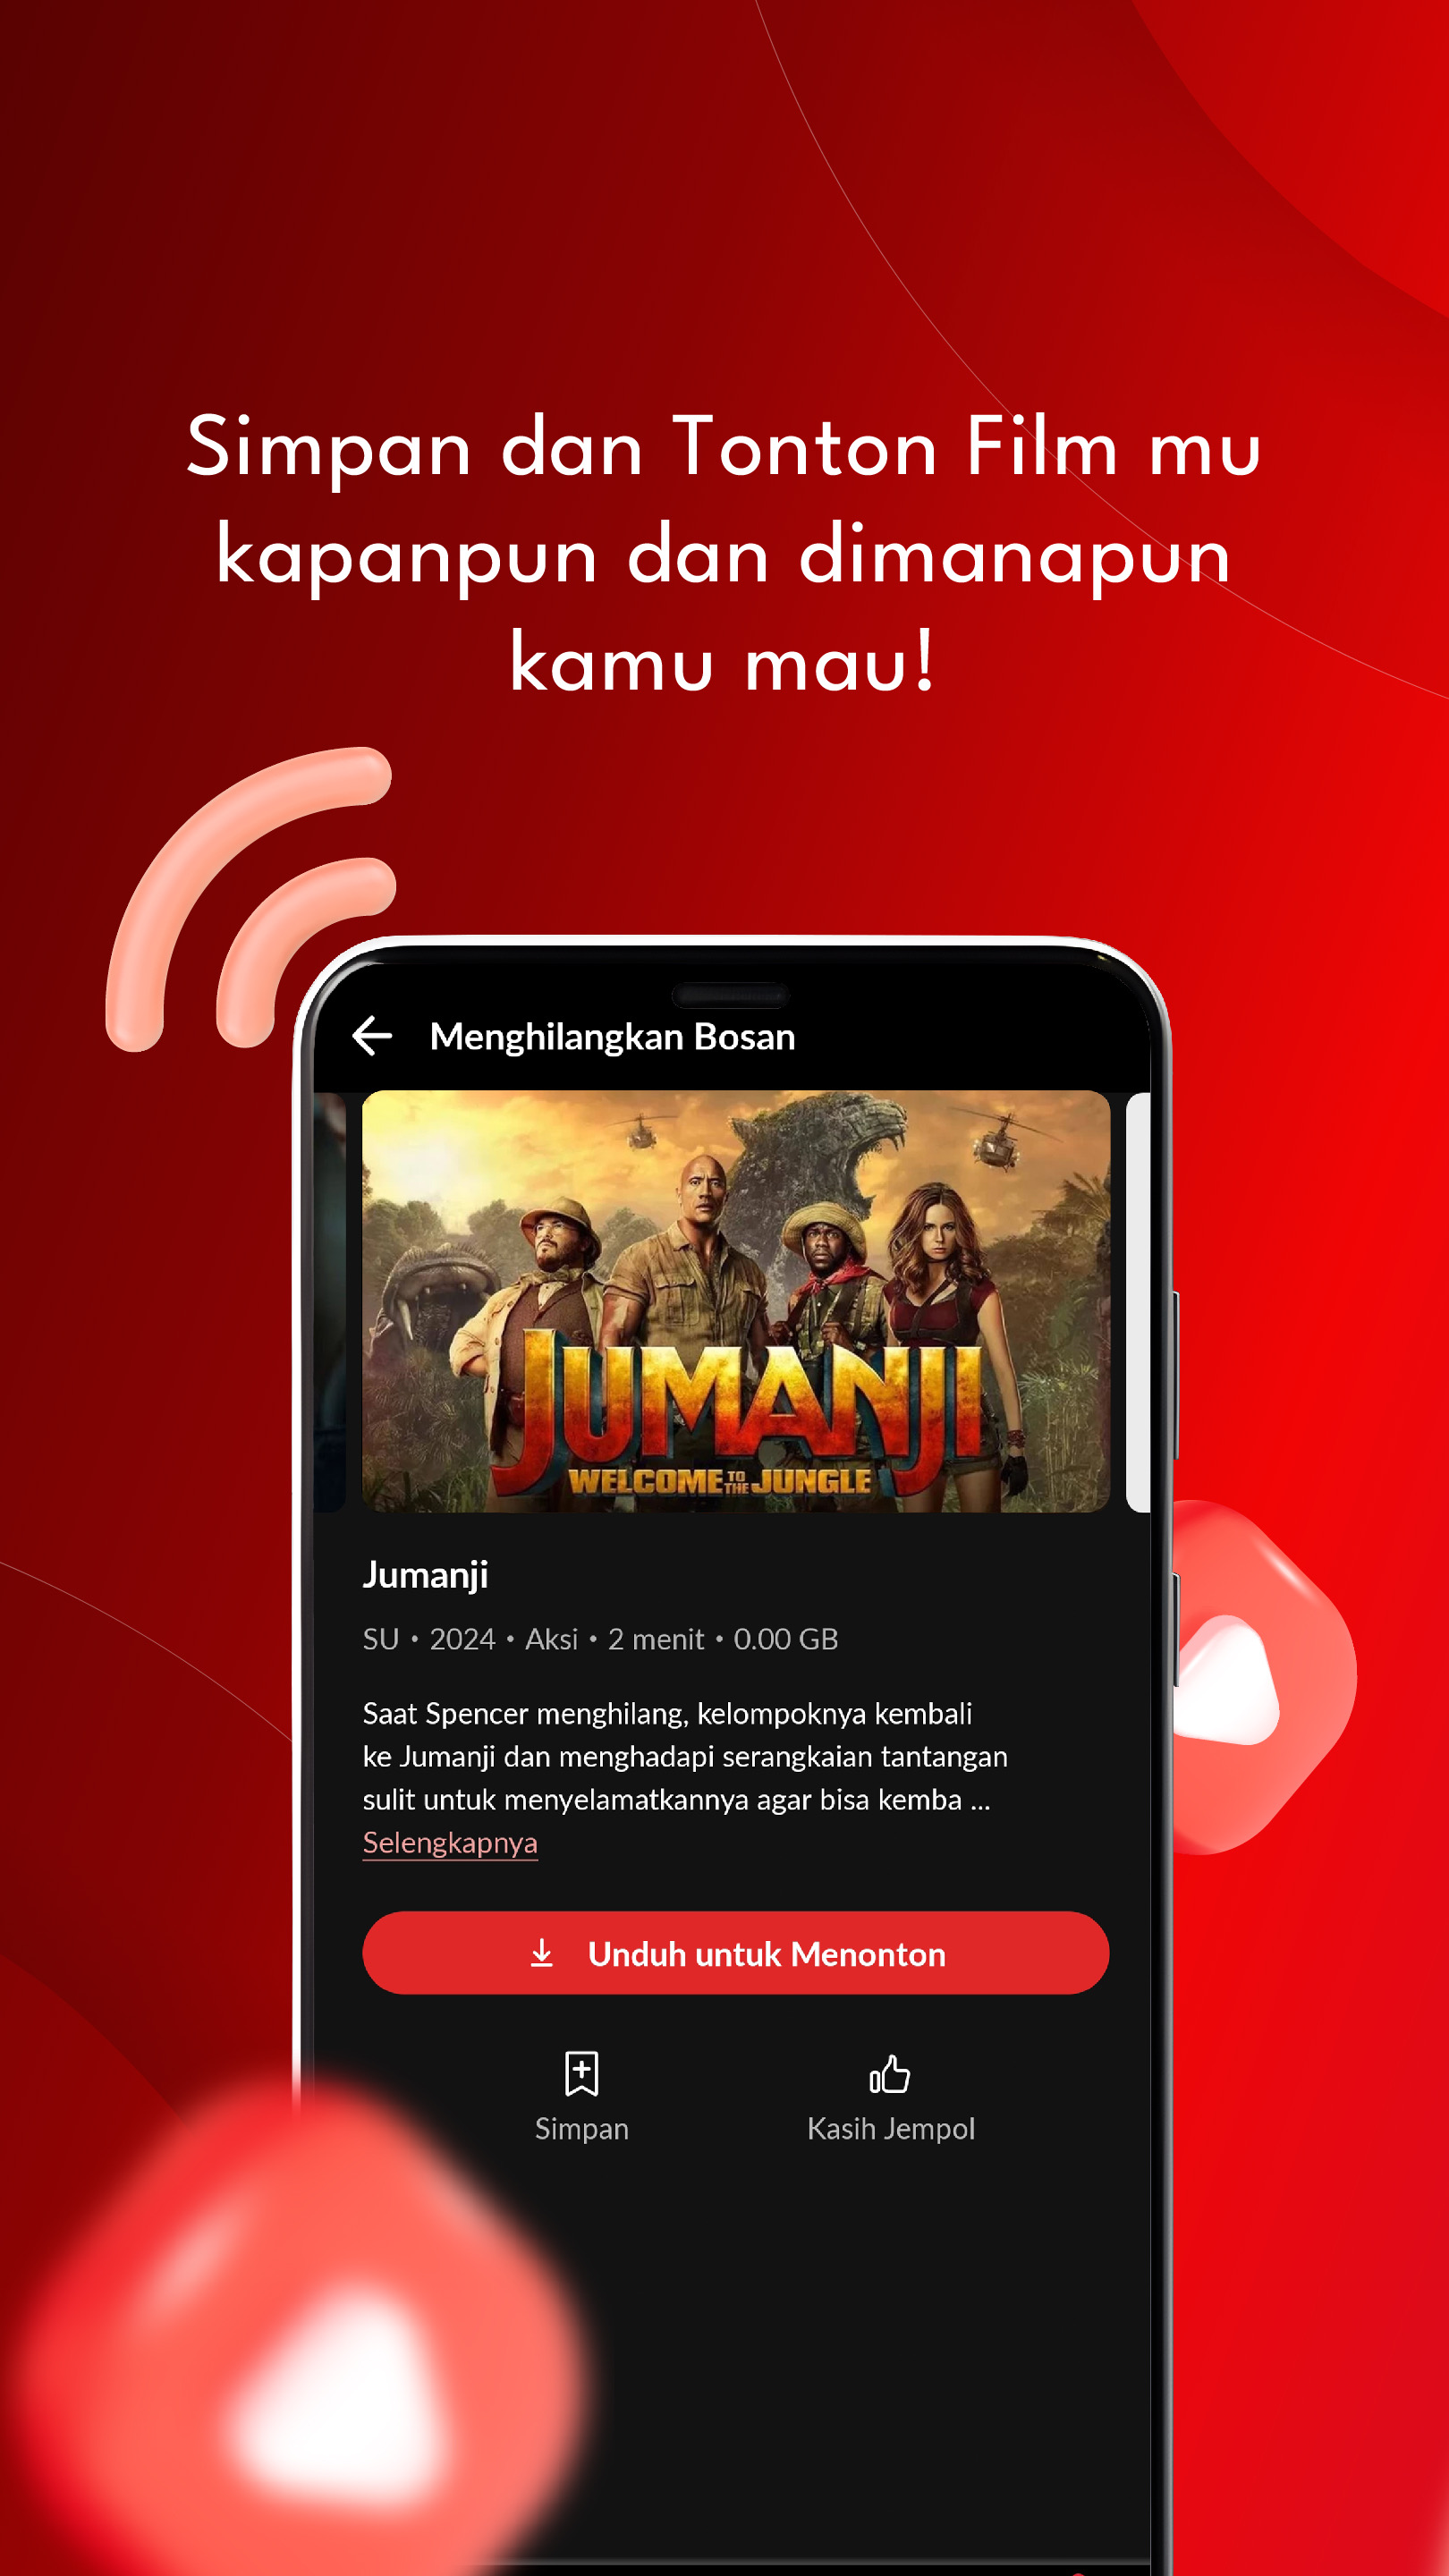 Simpan dan Tonton Film mu
kapanpun dan dimanapun
kamu mau!
Menghilangkan Bosan
JUMANJI
WELCOME TO THE JUNGLE
Jumanji
SU • 2024 • Aksi • 2 menit • 0.00 GB
Saat Spencer menghilang, kelompoknya kembali
ke Jumanji dan menghadapi serangkaian tantangan
sulit untuk menyelamatkannya agar bisa kemba ...
Selengkapnya
Unduh untuk Menonton
Simpan
Kasih Jempol